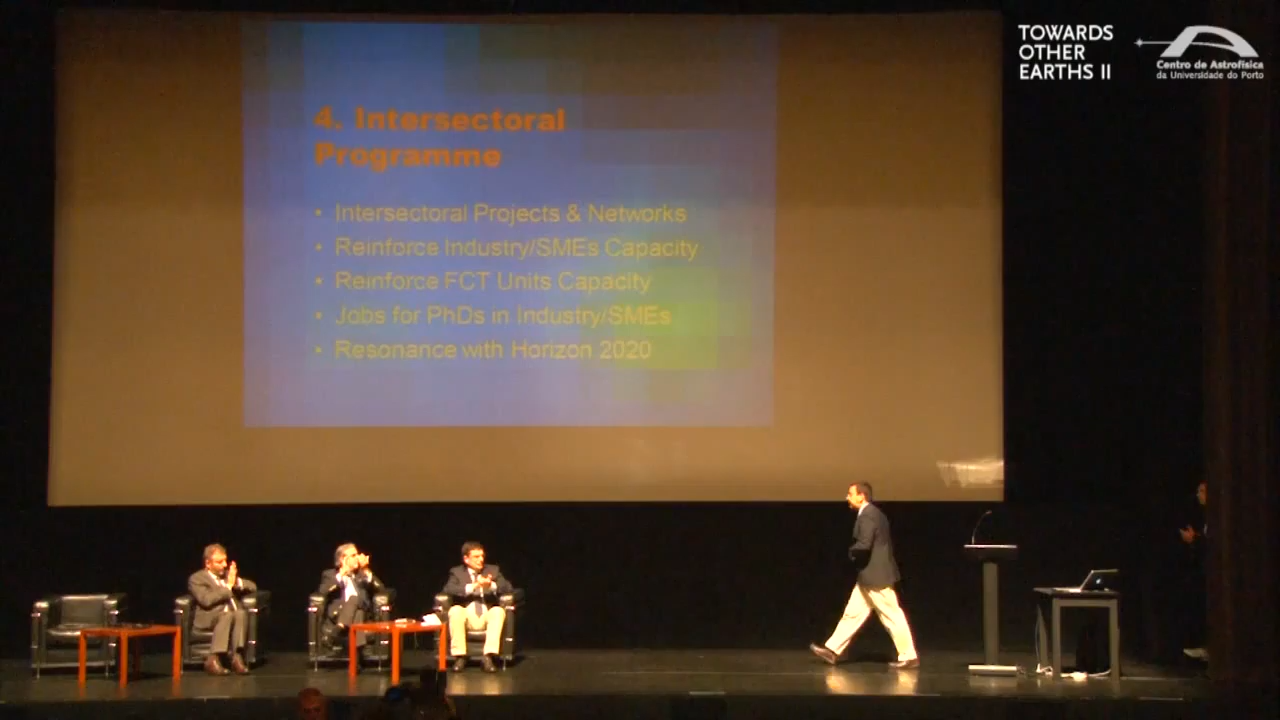 TOWARDS
OTHER
EARTHS II
Centro de Astrofísica
da Universidade do Porto
4. Intersectoral
Programme
• Intersectoral Projects & Networks
• Reinforce Industry/SMEs Capacity
• Reinforce FCT Units Capacity
• Jobs for PhDs in Industry/SMEs
• Resonance with Horizon 2020